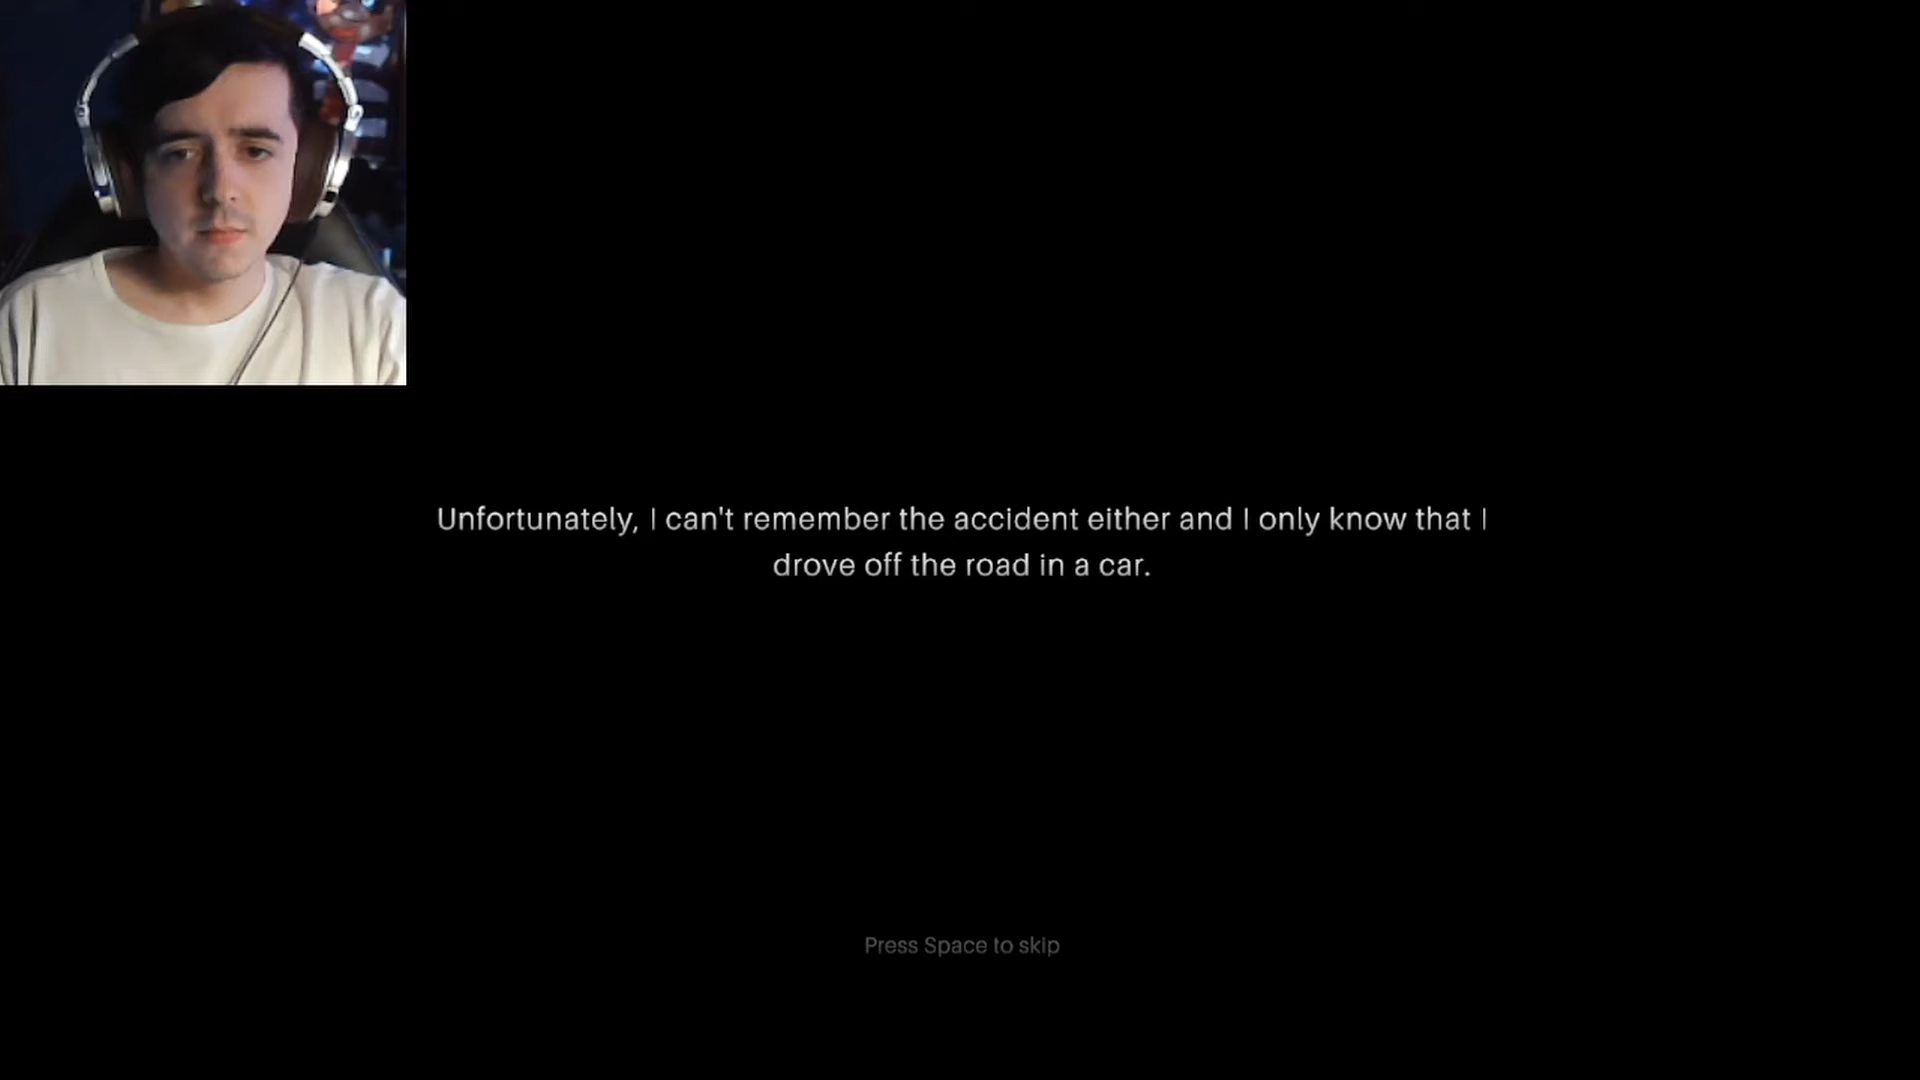 Unfortunately, I can't remember the accident either and I only know that I
drove off the road in a car.
Press Space to skip